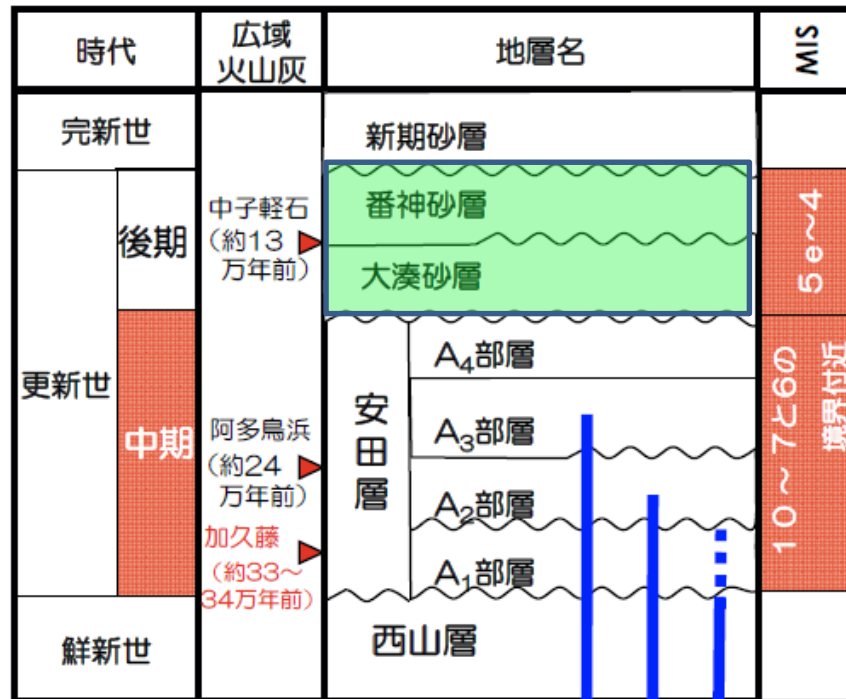 時代
広域
火山灰
地層名
MIS
完新世
新期砂層
更新世
後期
中子軽石
(約13
万年前)
番神砂層
大湊砂層
5e～4
中期
阿多鳥浜
(約24
万年前)
加久藤
(約33～
34万年前)
安田層
A4部層
A3部層
A2部層
A1部層
10～7と6の
境界付近
鮮新世
西山層